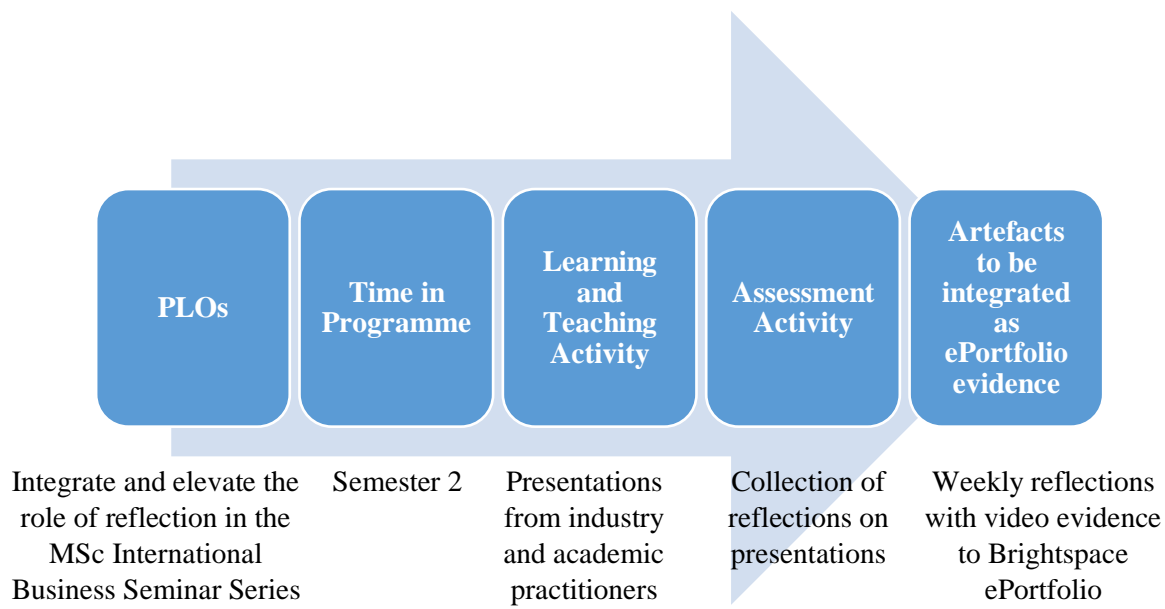 PLOs
Time in
Programme
Learning
and
Teaching
Activity
Assessment
Activity
Artefacts
to be
integrated
as
ePortfolio
evidence
Integrate and elevate the
role of reflection in the
MSc International
Business Seminar Series
Semester 2
Presentations
from industry
and academic
practitioners
Collection of
reflections on
presentations
Weekly reflections
with video evidence
to Brightspace
ePortfolio